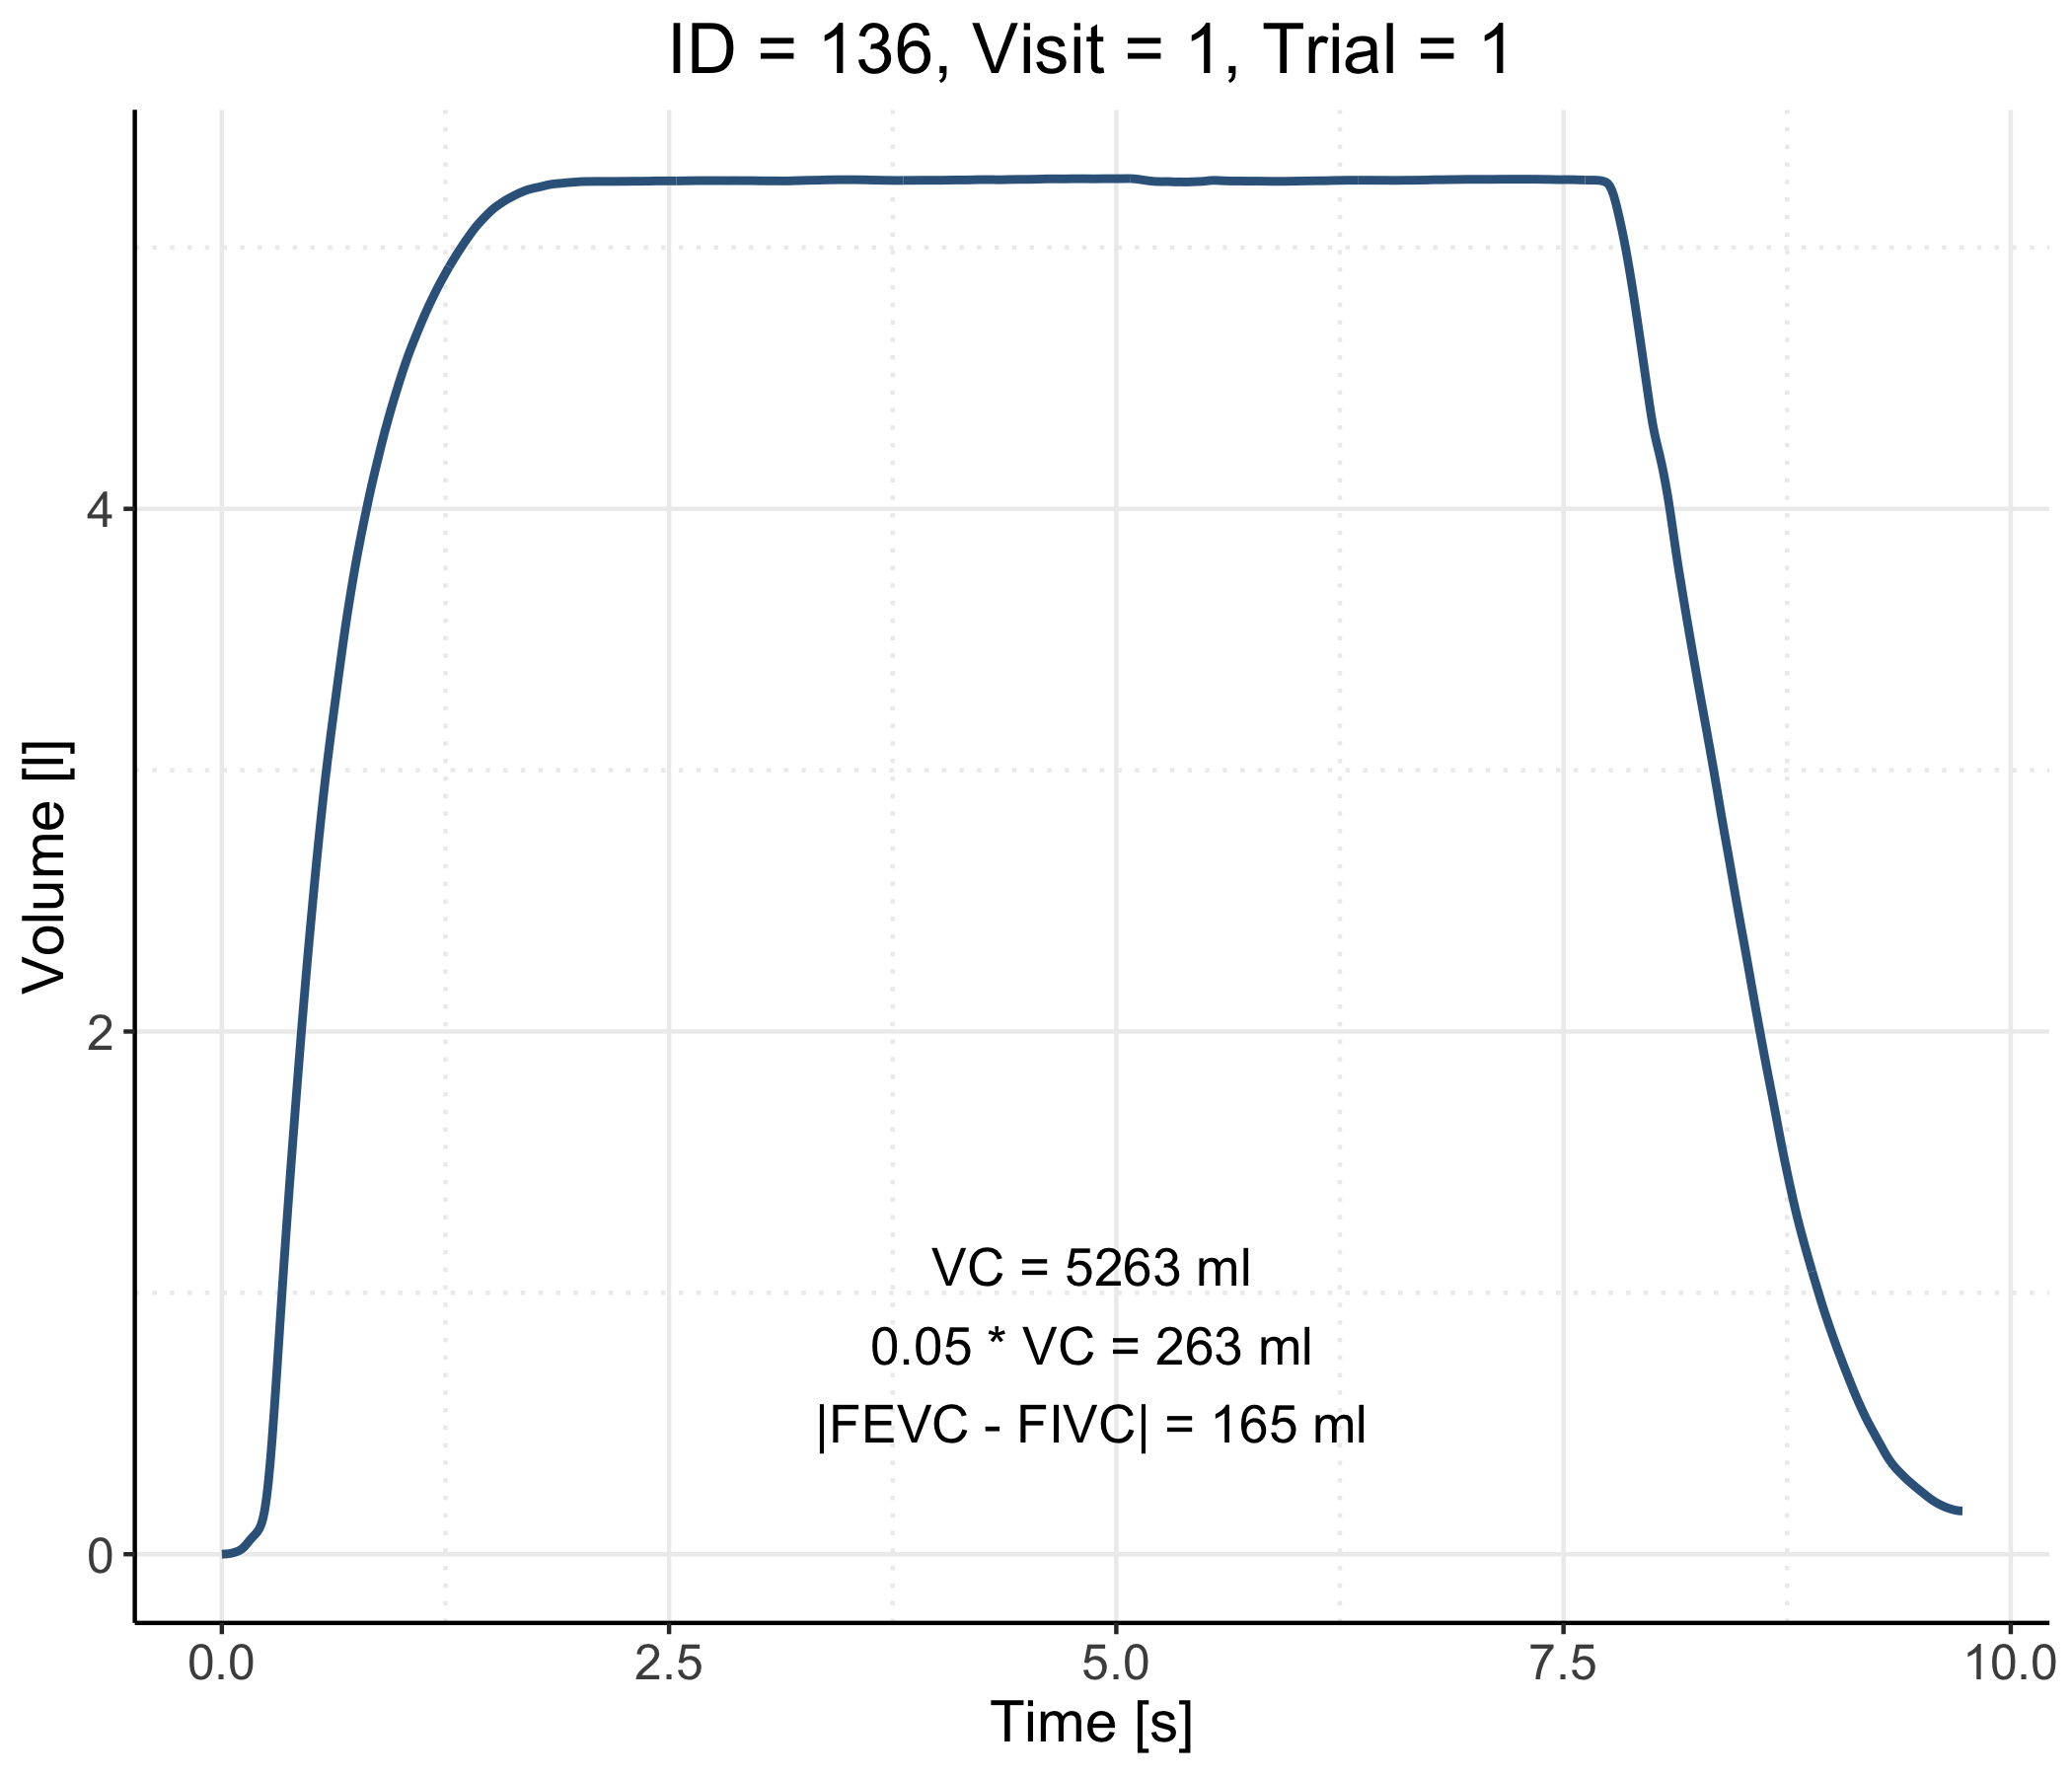 ID = 136, Visit = 1, Trial = 1
Volume [l]
4
2
0
VC = 5263 ml
0.05 * VC = 263 ml
|FEVC - FIVC| = 165 ml
0.0 2.5 5.0 7.5 10.0
Time [s]